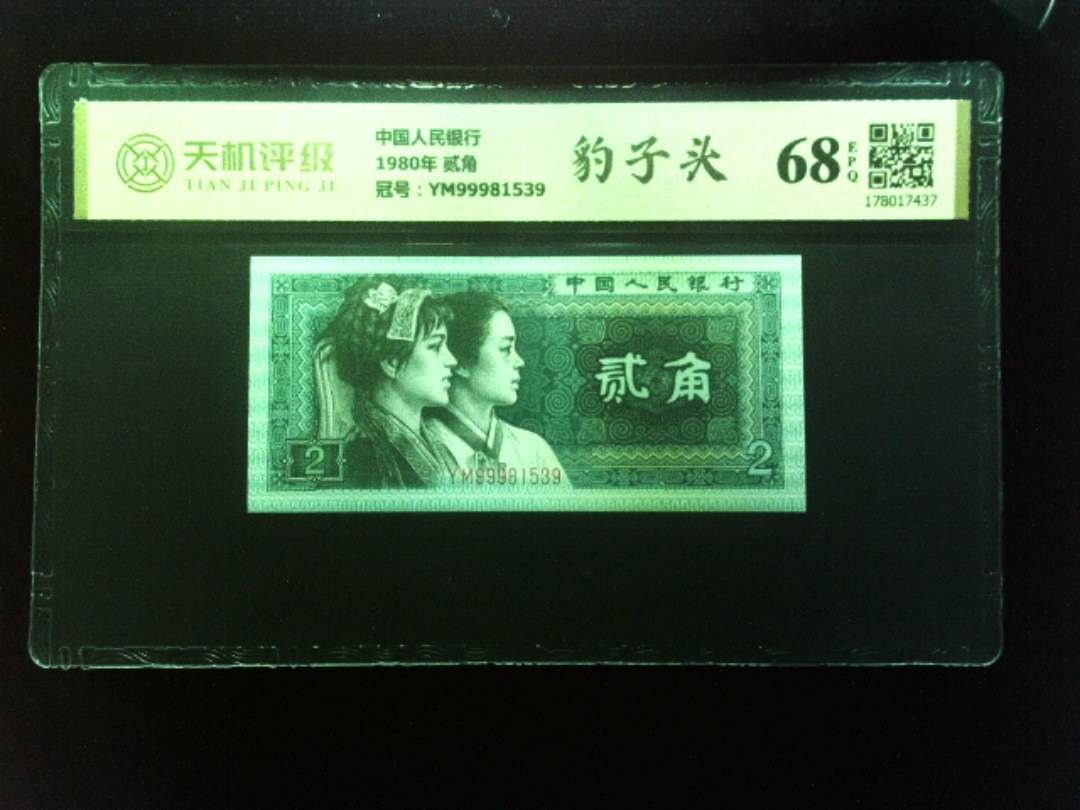 天机评级
TIAN JI PING JI
中国人民银行
1980年 贰角
冠号：YM99981539
豹子头
68
EPQ
178017437
中国人民银行
贰角
2
2
YM99981539